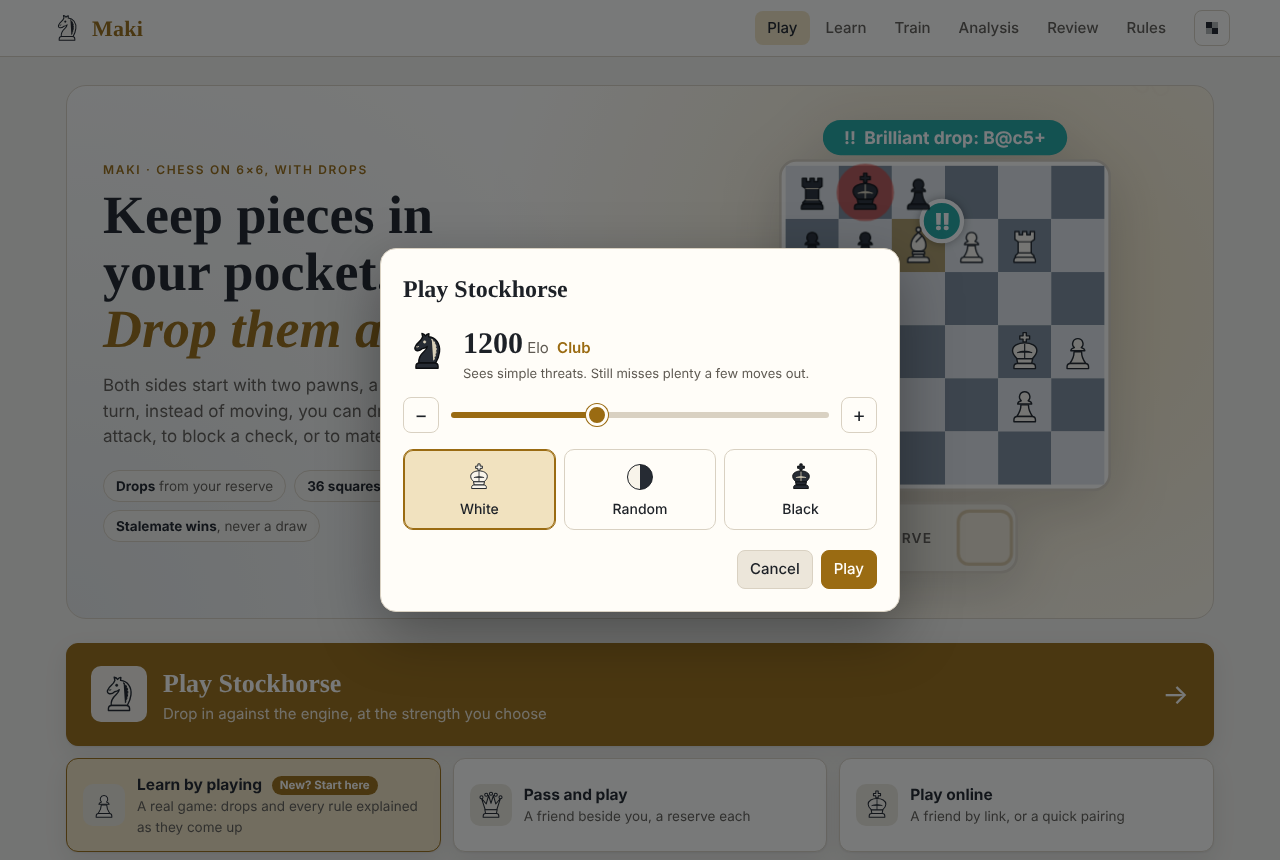 Maki
Play
Learn
Train
Analysis
Review
Rules
MAKI · CHESS ON 6×6, WITH DROPS
Keep pieces in
your pocket.
Drop them a
Both sides start with two pawns, a
turn, instead of moving, you can
attack, to block a check, or to mate
Drops from your reserve
36 squares
Stalemate wins, never a draw
!! Brilliant drop: B@c5+
!!
RVE
Play Stockhorse
1200 Elo Club
Sees simple threats. Still misses plenty a few moves out.
−
+
White
Random
Black
Cancel
Play
Play Stockhorse
Drop in against the engine, at the strength you choose
Learn by playing New? Start here
A real game: drops and every rule explained
as they come up
Pass and play
A friend beside you, a reserve each
Play online
A friend by link, or a quick pairing